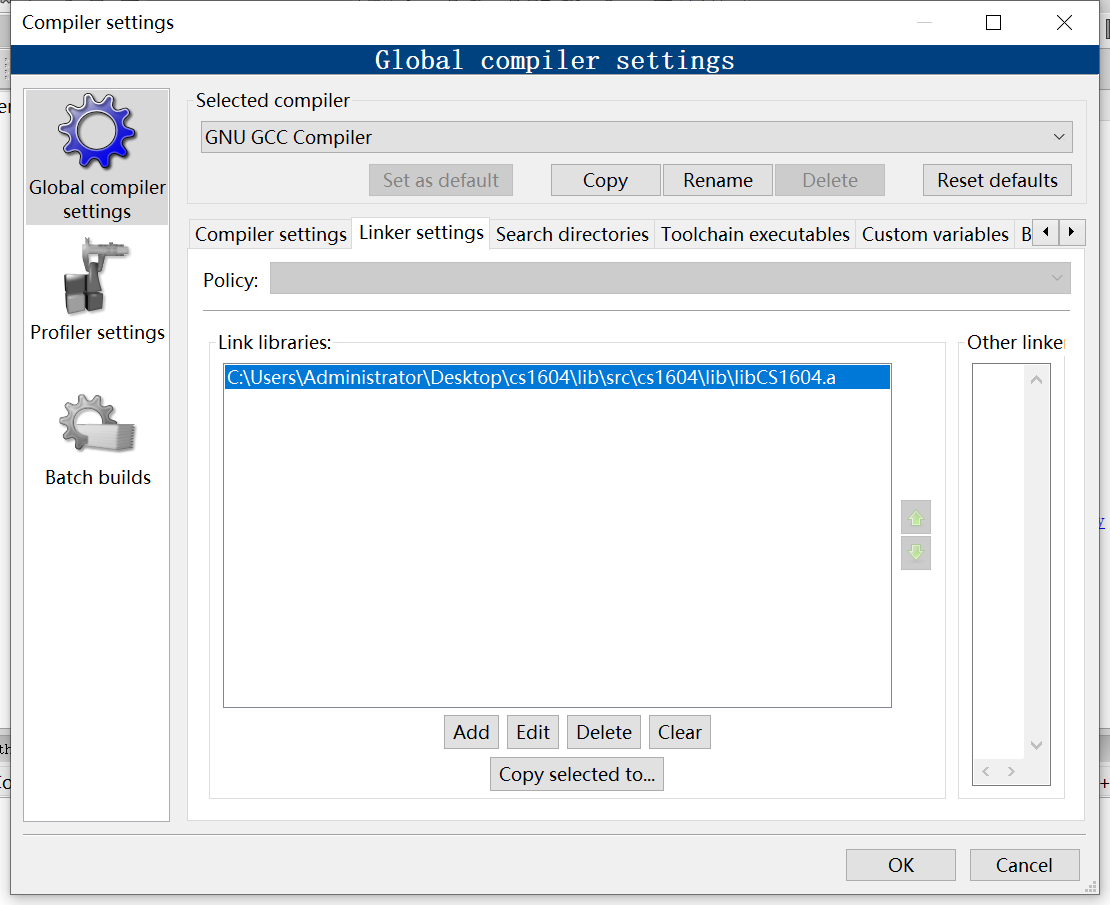 Compiler settings
Global compiler settings
Global compiler
settings
Profiler settings
Batch builds
Selected compiler
GNU GCC Compiler
Set as default
Copy
Rename
Delete
Reset defaults
Compiler settings
Linker settings
Search directories
Toolchain executables
Custom variables
B
Policy:
Link libraries:
C:\Users\Administrator\Desktop\cs1604\lib\src\cs1604\lib\libCS1604.a
Add
Edit
Delete
Clear
Copy selected to...
Other linke
OK
Cancel